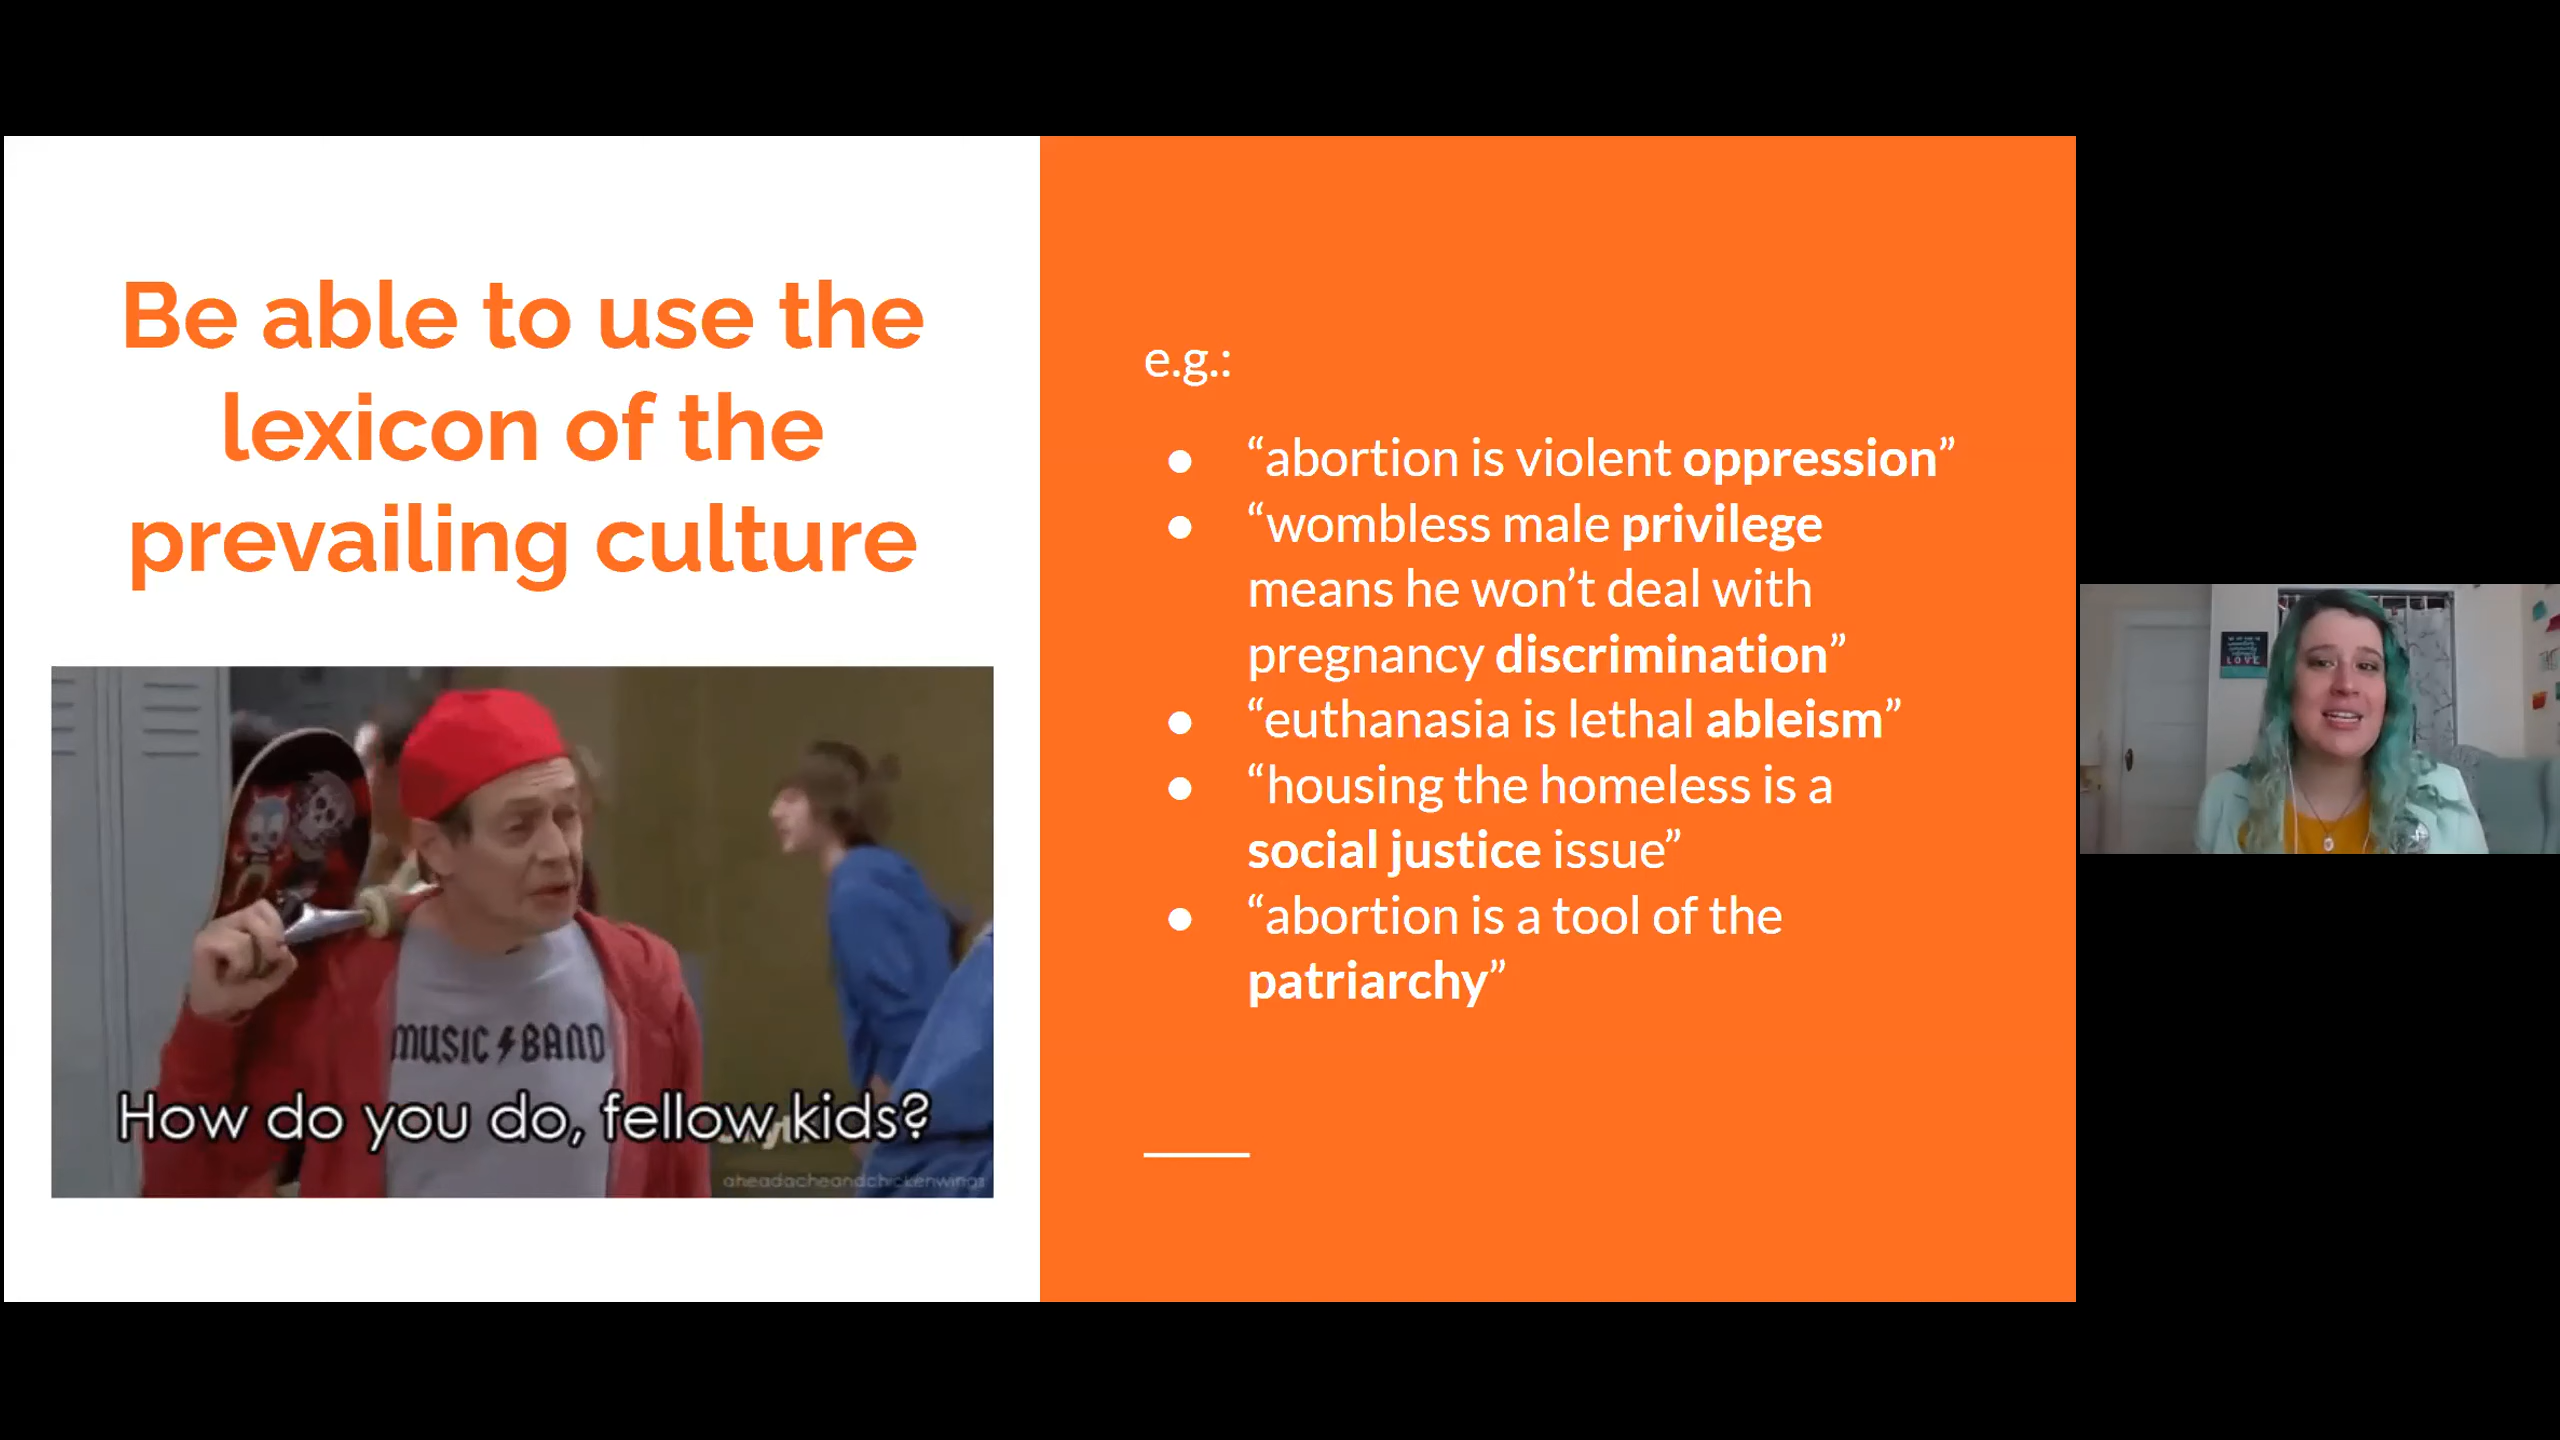 Be able to use the
lexicon of the
prevailing culture
MUSIC BAND
How do you do, fellow kids?
aheadacheandchickenwings
e.g.:
● “abortion is violent oppression”
● “wombless male privilege
means he won’t deal with
pregnancy discrimination”
● “euthanasia is lethal ableism”
● “housing the homeless is a
social justice issue”
● “abortion is a tool of the
patriarchy”
LOVE